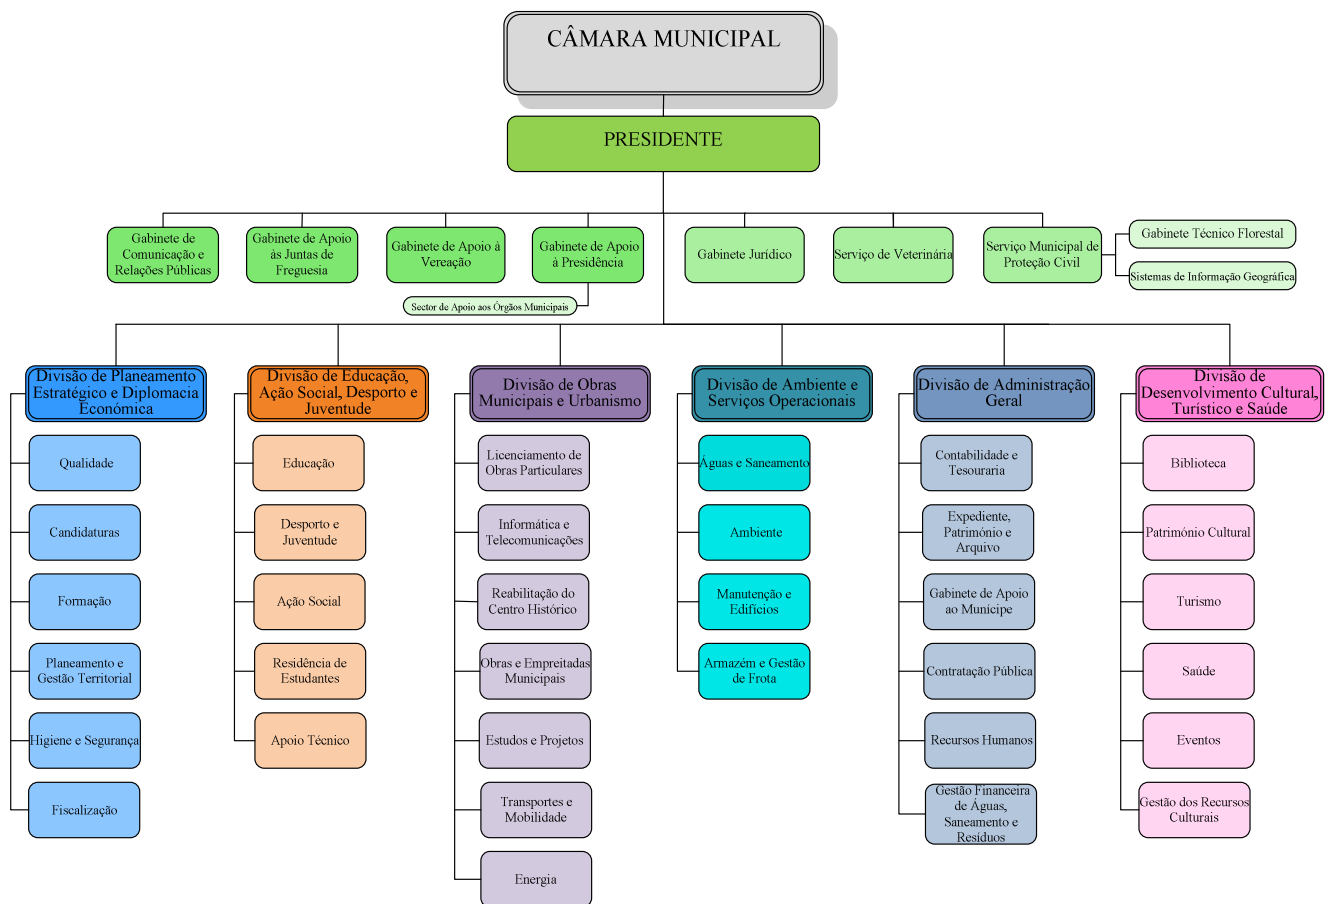 CÂMARA MUNICIPAL
PRESIDENTE
Gabinete de
Comunicação e
Relações Públicas
Gabinete de Apoio
às Juntas de
Freguesia
Gabinete de Apoio à
Vereação
Gabinete de Apoio
à Presidência
Gabinete Jurídico
Serviço de Veterinária
Serviço Municipal de
Proteção Civil
Gabinete Técnico Florestal
Sistemas de Informação Geográfica
Sector de Apoio aos Órgãos Municipais
Divisão de Planeamento
Estratégico e Diplomacia
Económica
Qualidade
Candidaturas
Formação
Planeamento e
Gestão Territorial
Higiene e Segurança
Fiscalização
Divisão de Educação,
Ação Social, Desporto e
Juventude
Educação
Desporto e
Juventude
Ação Social
Residência de
Estudantes
Apoio Técnico
Divisão de Obras
Municipais e Urbanismo
Licenciamento de
Obras Particulares
Informática e
Telecomunicações
Reabilitação do
Centro Histórico
Obras e Empreitadas
Municipais
Estudos e Projetos
Transportes e
Mobilidade
Energia
Divisão de Ambiente e
Serviços Operacionais
Águas e Saneamento
Ambiente
Manutenção e
Edifícios
Armazém e Gestão
de Frota
Divisão de Administração
Geral
Contabilidade e
Tesouraria
Expediente,
Património e
Arquivo
Gabinete de Apoio
ao Munícipe
Contratação Pública
Recursos Humanos
Gestão Financeira
de Águas,
Saneamento e
Resíduos
Divisão de
Desenvolvimento Cultural,
Turístico e Saúde
Biblioteca
Património Cultural
Turismo
Saúde
Eventos
Gestão dos Recursos
Culturais